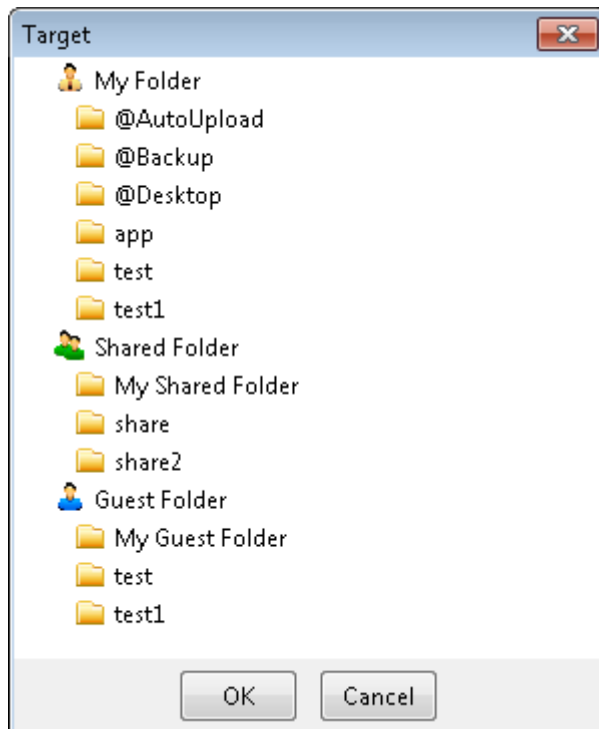 Target
My Folder
@AutoUpload
@Backup
@Desktop
app
test
test1
Shared Folder
My Shared Folder
share
share2
Guest Folder
My Guest Folder
test
test1
OK Cancel